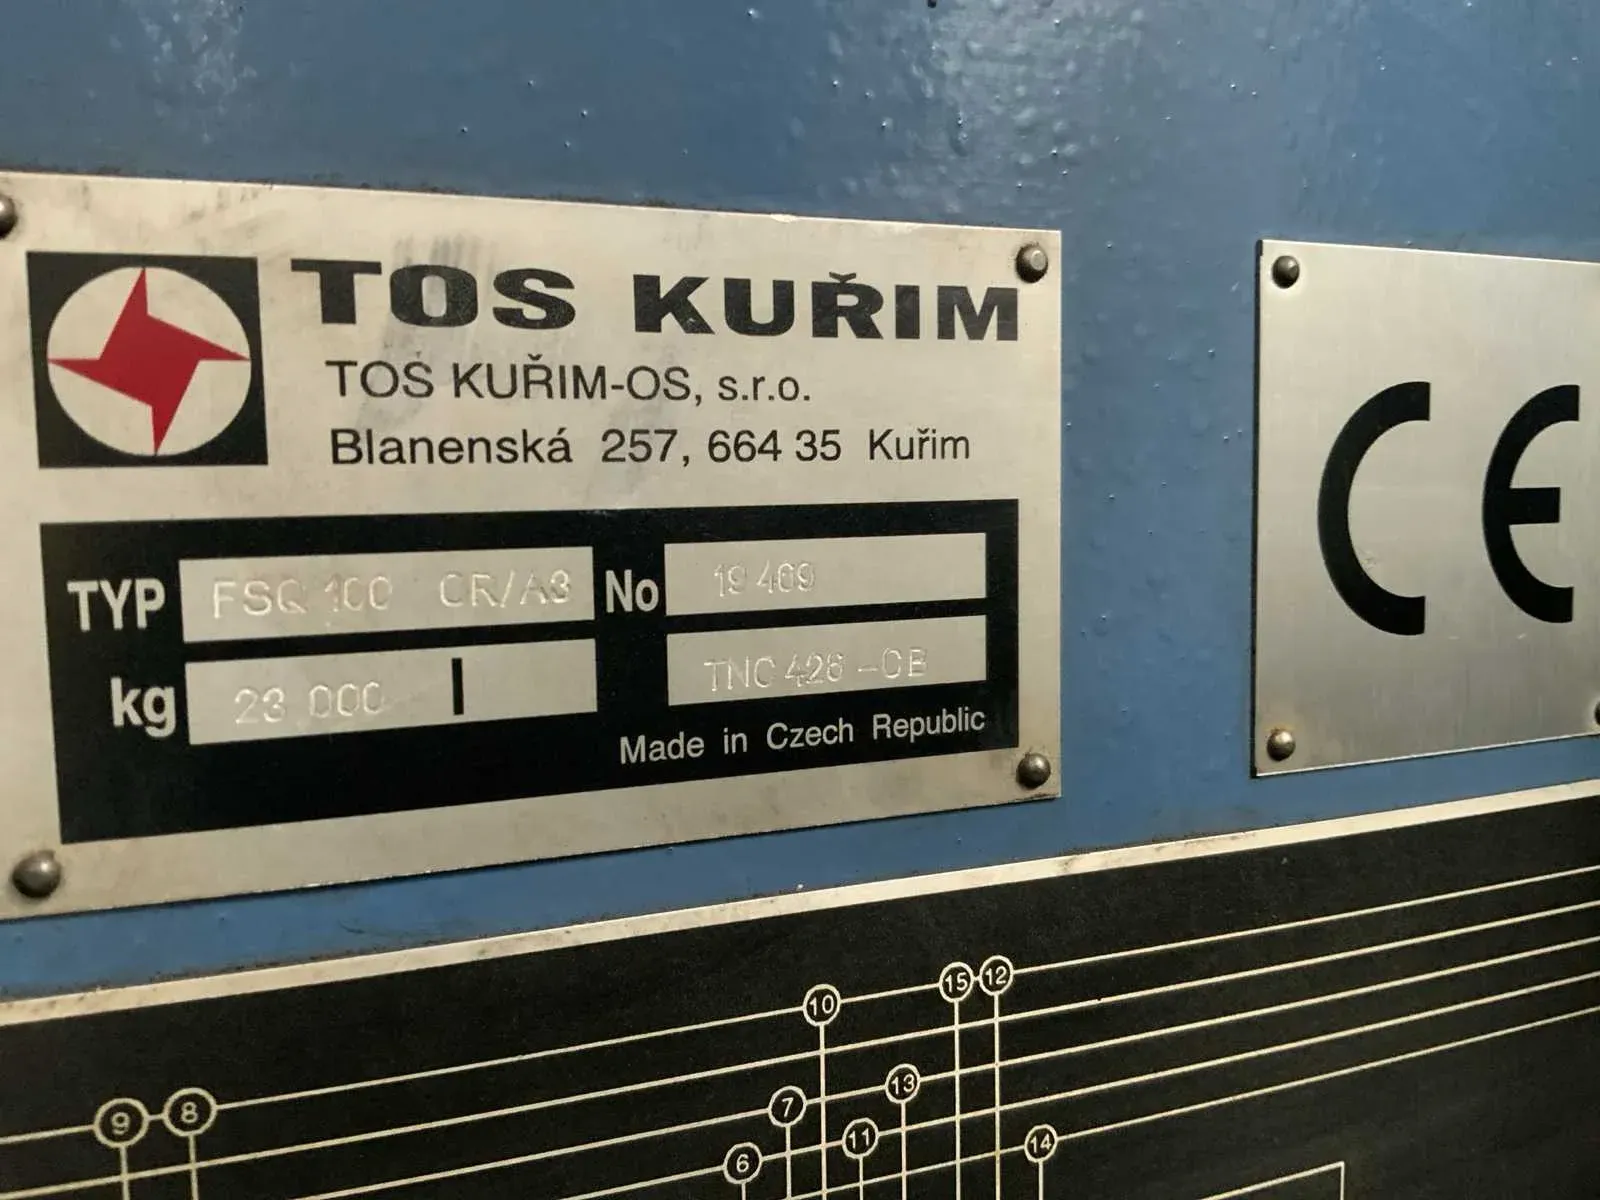 TOS KUŘIM
TOS KUŘIM-OS, s.r.o.
Blanenská 257, 664 35 Kuřim
TYP FSQ 100 CR/A3 No 19 409
kg 23 000 TNC 426 -CB
Made in Czech Republic
CE
15 12
10
9 8
13
7
11
14
6